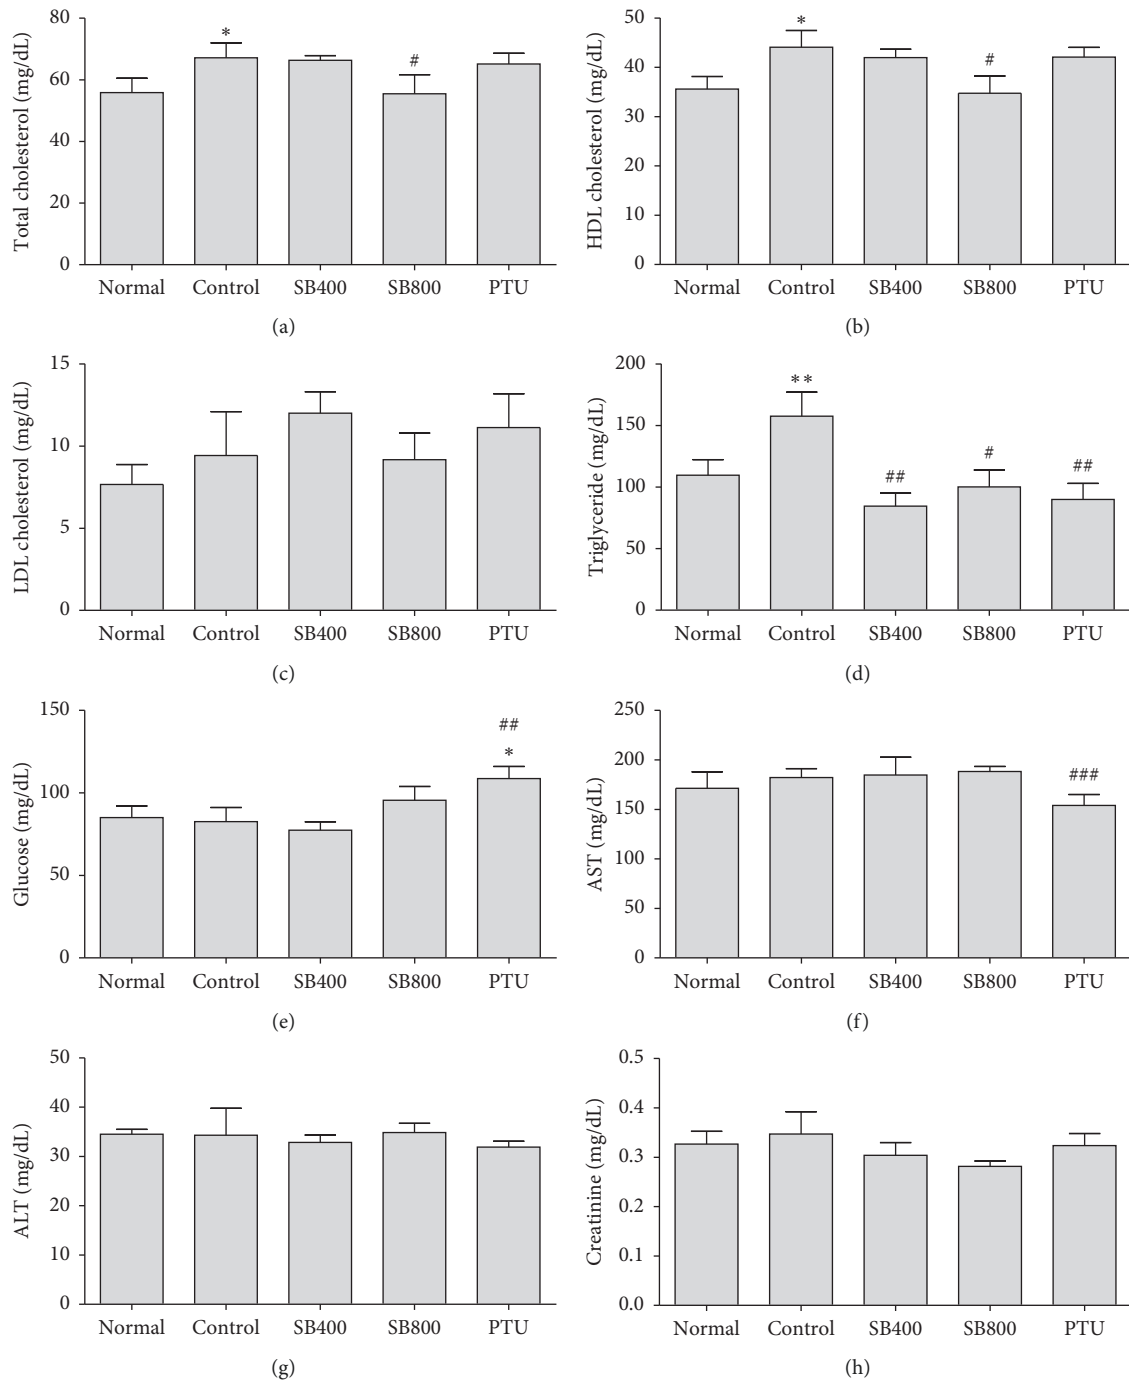 Total cholesterol (mg/dL)
80
60
40
20
0
*
#
Normal Control SB400 SB800 PTU
(a)
HDL cholesterol (mg/dL)
50
40
30
20
10
0
*
#
Normal Control SB400 SB800 PTU
(b)
LDL cholesterol (mg/dL)
15
10
5
0
Normal Control SB400 SB800 PTU
(c)
Triglyceride (mg/dL)
200
150
100
50
0
**
##
#
##
Normal Control SB400 SB800 PTU
(d)
Glucose (mg/dL)
150
100
50
0
##
*
Normal Control SB400 SB800 PTU
(e)
AST (mg/dL)
250
200
150
100
50
0
###
Normal Control SB400 SB800 PTU
(f)
ALT (mg/dL)
50
40
30
20
10
0
Normal Control SB400 SB800 PTU
(g)
Creatinine (mg/dL)
0.5
0.4
0.3
0.2
0.1
0.0
Normal Control SB400 SB800 PTU
(h)